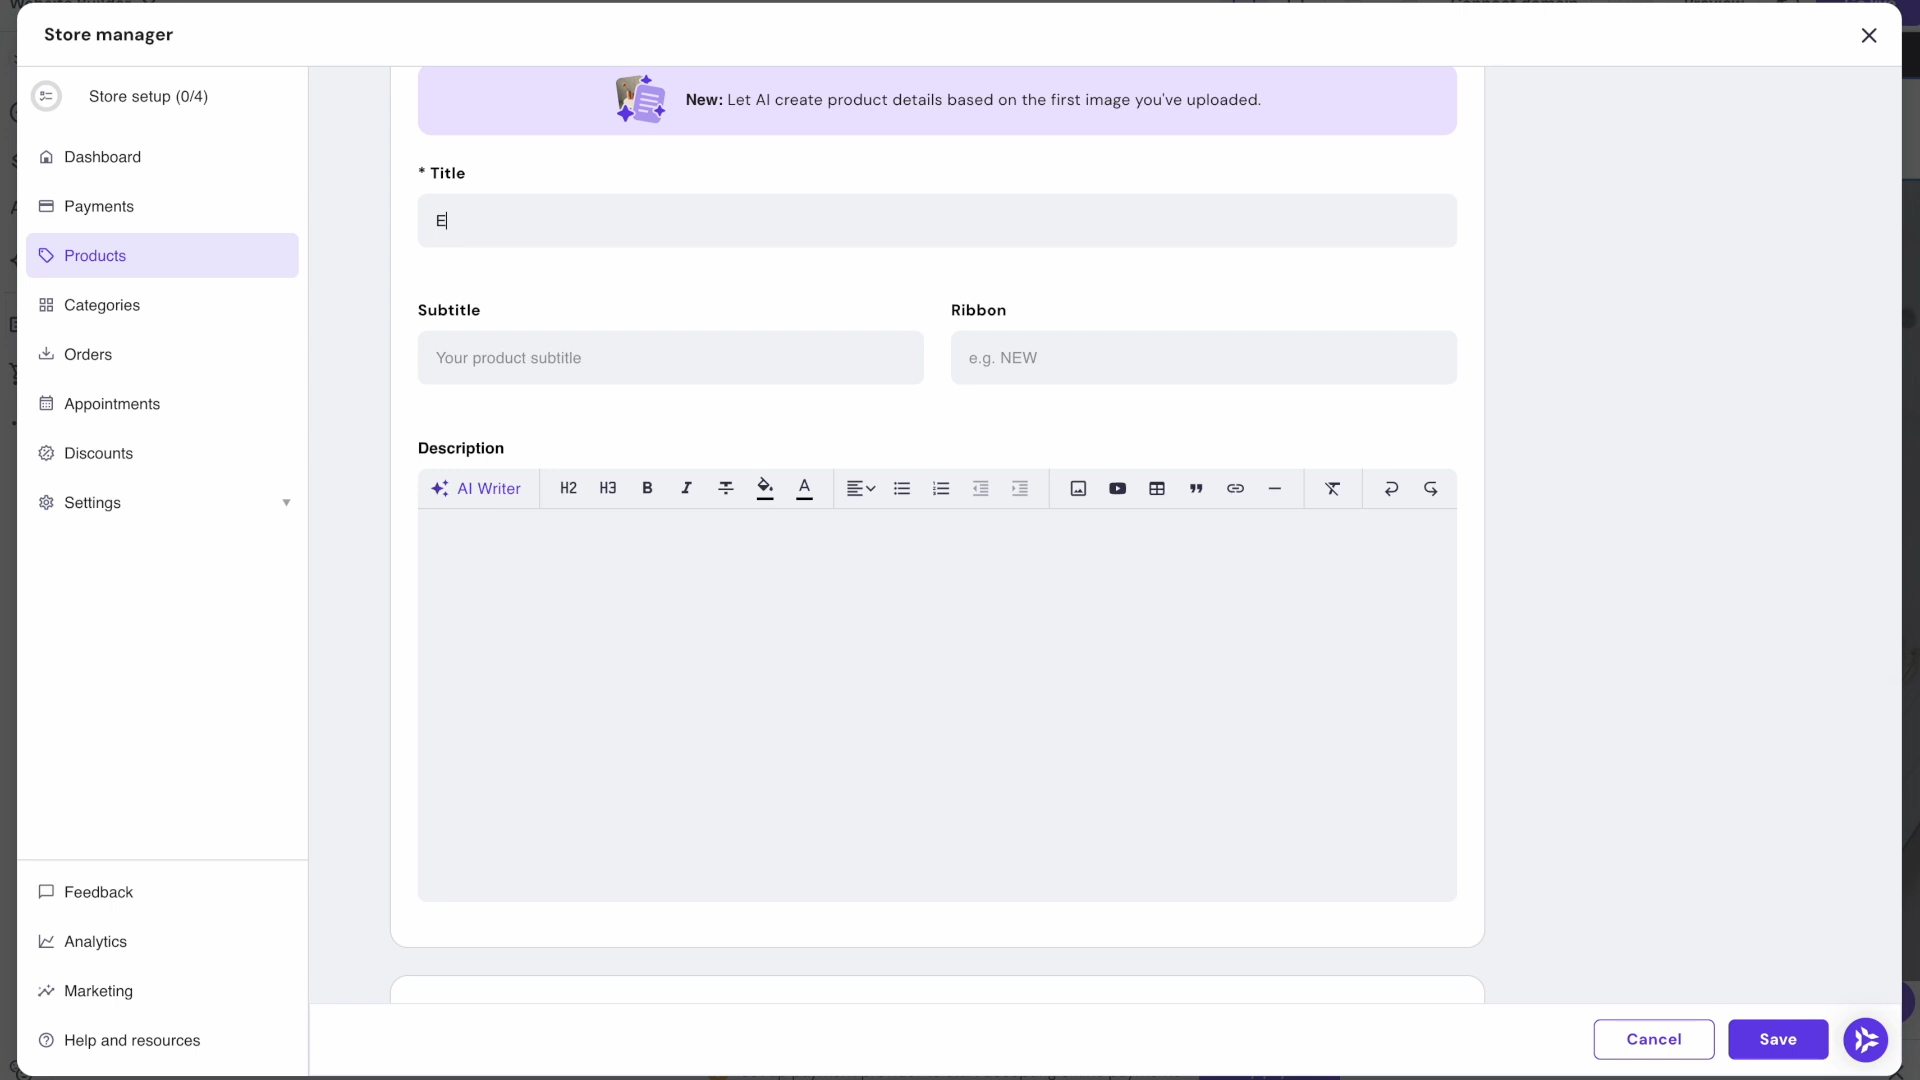 Store manager
Store setup (0/4)
Dashboard
Payments
Products
Categories
Orders
Appointments
Discounts
Settings
Feedback
Analytics
Marketing
Help and resources
New: Let AI create product details based on the first image you've uploaded.
* Title
E
Subtitle
Ribbon
Your product subtitle
e.g. NEW
Description
AI Writer
H2
H3
B
I
A
Cancel
Save